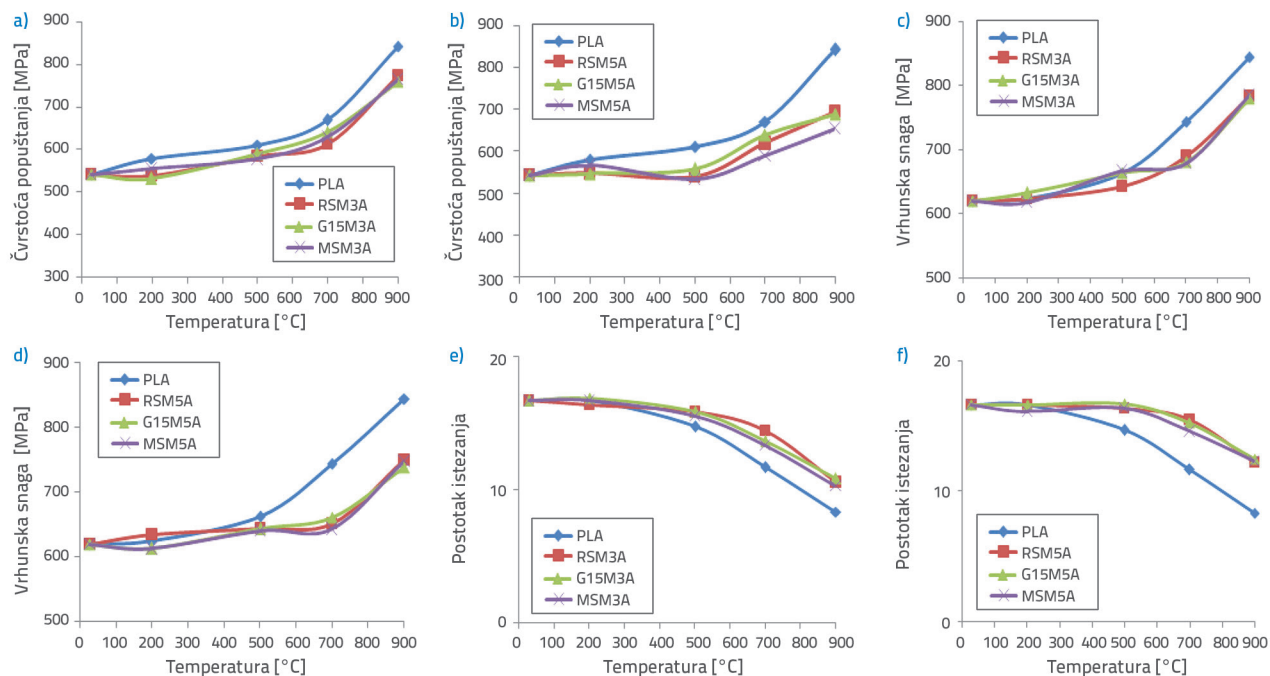 a)
Čvrstoća popuštanja [MPa]
900
800
700
600
500
400
300
0 100 200 300 400 500 600 700 800 900
Temperatura [°C]
PLA
RSM3A
G15M3A
MSM3A
b)
Čvrstoća popuštanja [MPa]
900
800
700
600
500
400
300
0 100 200 300 400 500 600 700 800 900
Temperatura [°C]
PLA
RSM5A
G15M5A
MSM5A
c)
Vrhunska snaga [MPa]
900
800
700
600
500
0 100 200 300 400 500 600 700 800 900
Temperatura [°C]
PLA
RSM3A
G15M3A
MSM3A
d)
Vrhunska snaga [MPa]
900
800
700
600
500
0 100 200 300 400 500 600 700 800 900
Temperatura [°C]
PLA
RSM5A
G15M5A
MSM5A
e)
Postotak istezanja
20
10
0
0 100 200 300 400 500 600 700 800 900
Temperatura [°C]
PLA
RSM3A
G15M3A
MSM3A
f)
Postotak istezanja
20
10
0
0 100 200 300 400 500 600 700 800 900
Temperatura [°C]
PLA
RSM5A
G15M5A
MSM5A